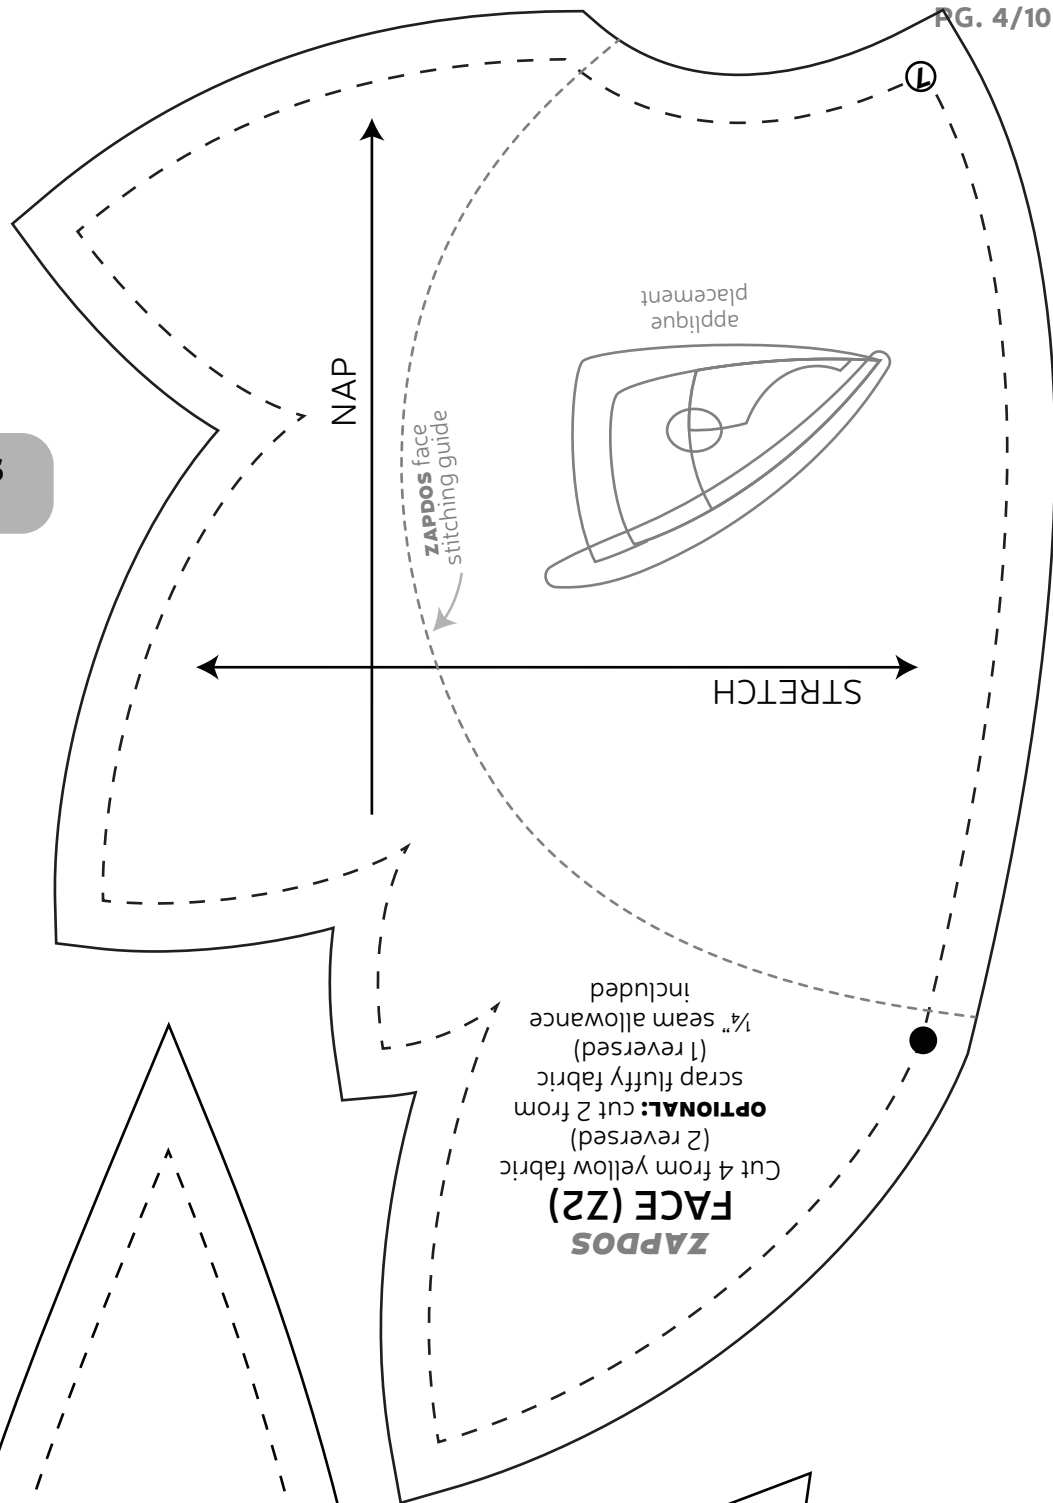 PG. 4/10
applique
placement
NAP
ZAPDOS face
stitching guide
S
STRETCH
ZAPDOS
FACE (Z2)
Cut 4 from yellow fabric
(2 reversed)
OPTIONAL: cut 2 from
scrap fluffy fabric
(1 reversed)
¼" seam allowance
included